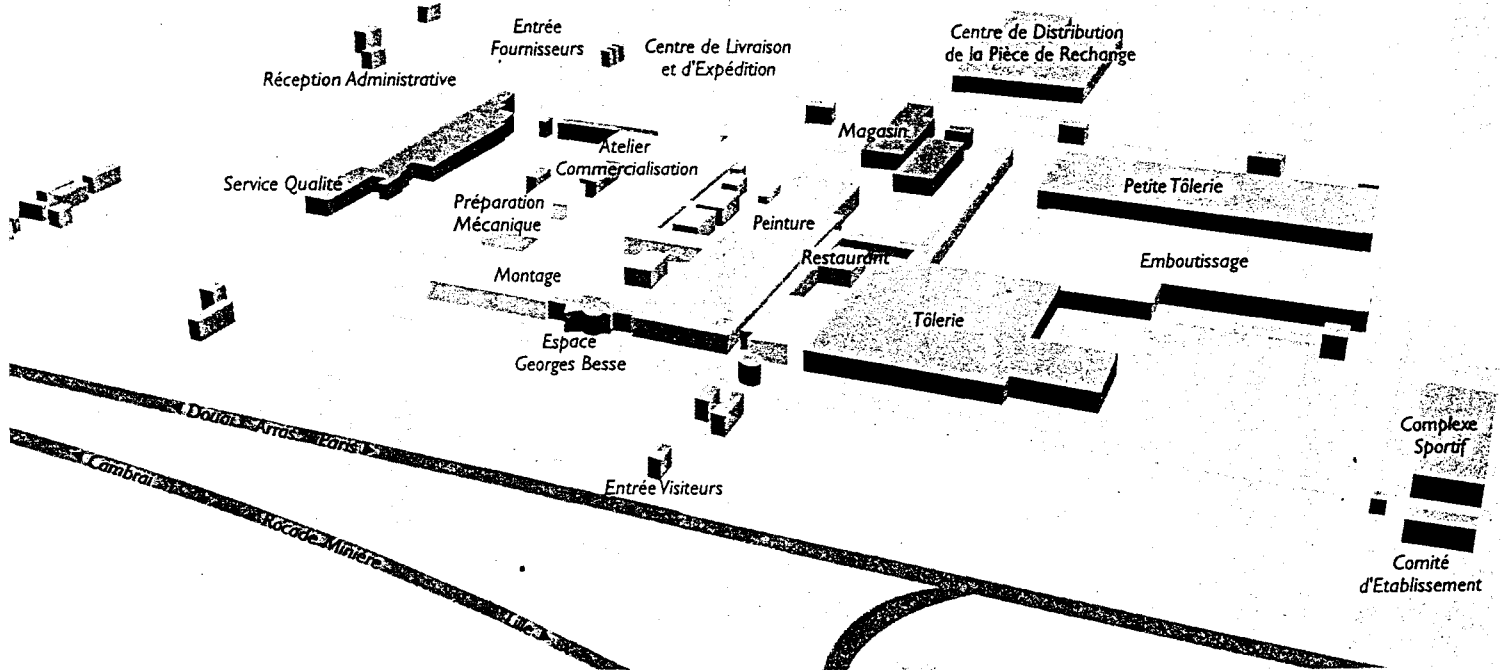 Entrée
Fournisseurs
Centre de Livraison
et d'Expédition
Centre de Distribution
de la Pièce de Rechange
Réception Administrative
Magasin
Atelier
Commercialisation
Service Qualité
Petite Tôlerie
Préparation
Mécanique
Peinture
Restaurant
Emboutissage
Montage
Tôlerie
Espace
Georges Besse
Douai Arras Paris
Complexe
Sportif
Cambrai
Entrée Visiteurs
Rocade Minière
Lille
Comité
d'Etablissement